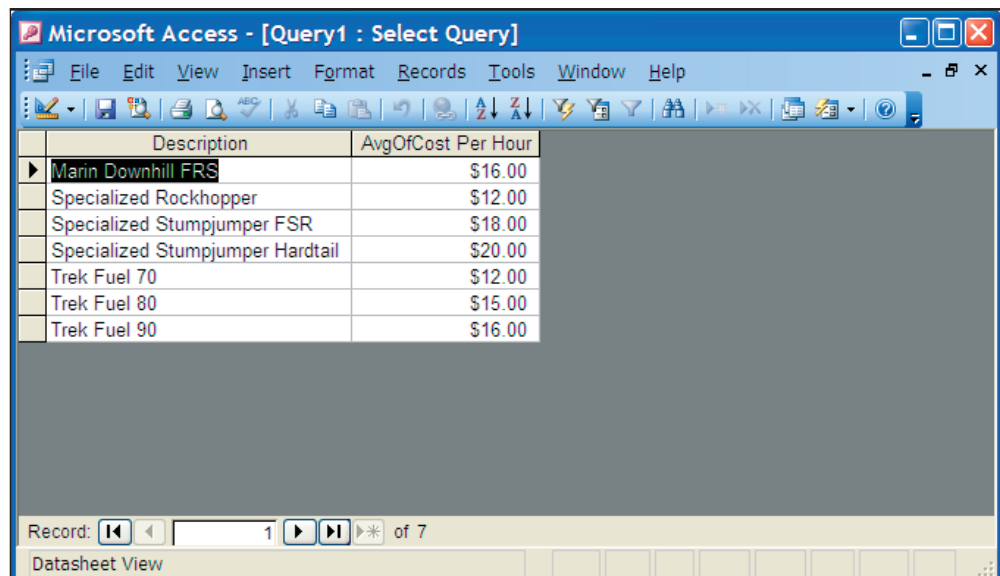 Microsoft Access - [Query1 : Select Query]
File Edit View Insert Format Records Tools Window Help
ABC A Z Z A
Description AvgOfCost Per Hour
Marin Downhill FRS $16.00
Specialized Rockhopper $12.00
Specialized Stumpjumper FSR $18.00
Specialized Stumpjumper Hardtail $20.00
Trek Fuel 70 $12.00
Trek Fuel 80 $15.00
Trek Fuel 90 $16.00
Record: 1 of 7
Datasheet View